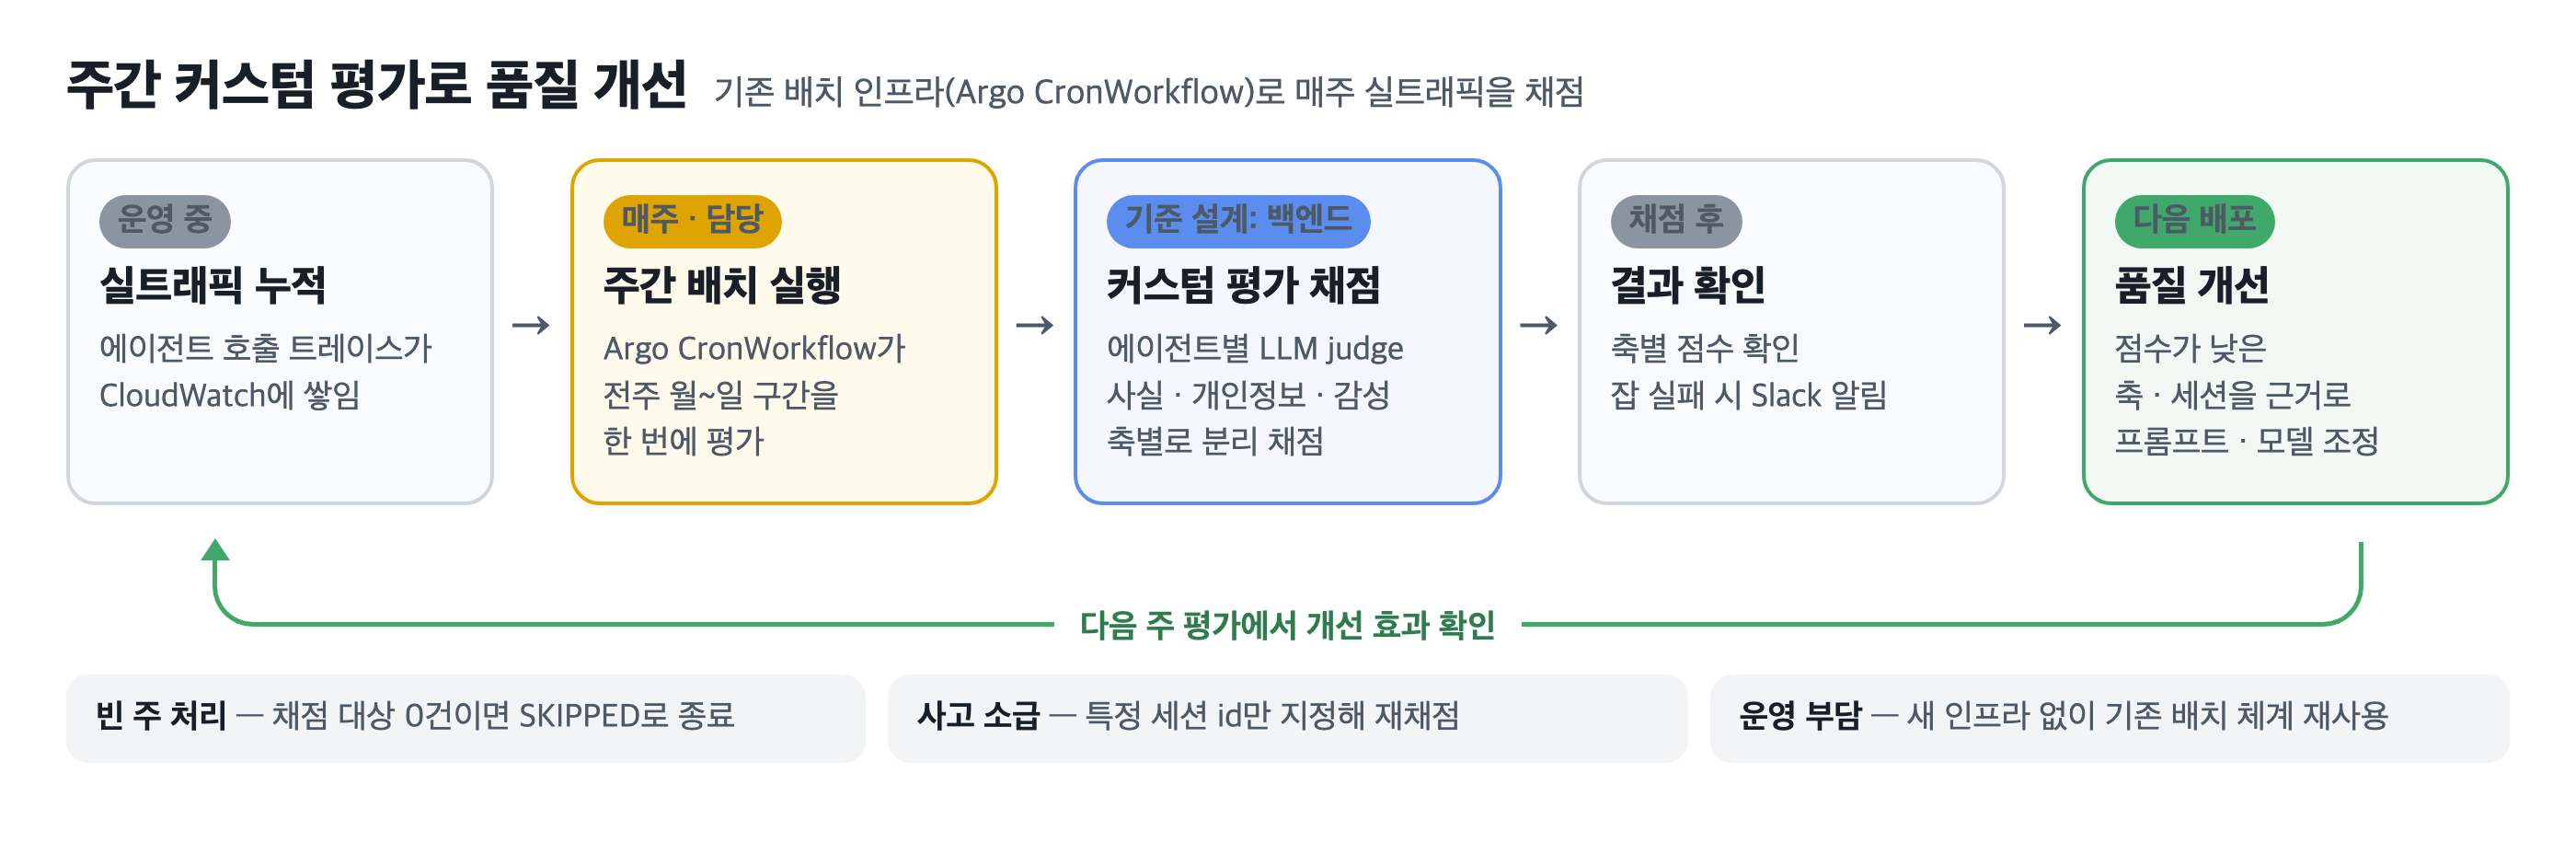 주간 커스텀 평가로 품질 개선 기존 배치 인프라(Argo CronWorkflow)로 매주 실트래픽을 채점
운영 중
실트래픽 누적
에이전트 호출 트레이스가
CloudWatch에 쌓임
→
매주 · 담당
주간 배치 실행
Argo CronWorkflow가
전주 월~일 구간을
한 번에 평가
→
기준 설계: 백엔드
커스텀 평가 채점
에이전트별 LLM judge
사실 · 개인정보 · 감성
축별로 분리 채점
→
채점 후
결과 확인
축별 점수 확인
잡 실패 시 Slack 알림
→
다음 배포
품질 개선
점수가 낮은
축 · 세션을 근거로
프롬프트 · 모델 조정
다음 주 평가에서 개선 효과 확인
빈 주 처리 — 채점 대상 0건이면 SKIPPED로 종료
사고 소급 — 특정 세션 id만 지정해 재채점
운영 부담 — 새 인프라 없이 기존 배치 체계 재사용